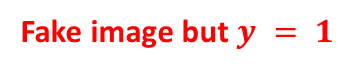 Fake image but y = 1